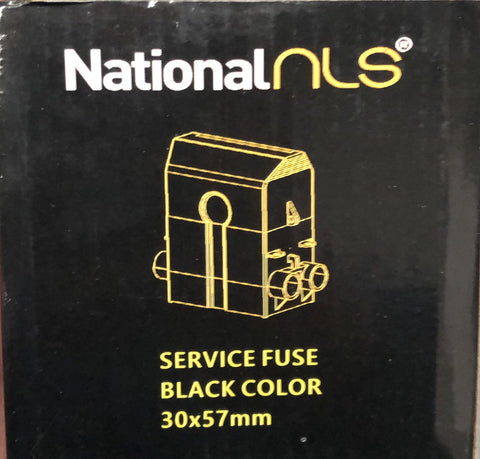 NationalNLS
SERVICE FUSE
BLACK COLOR
30x57mm